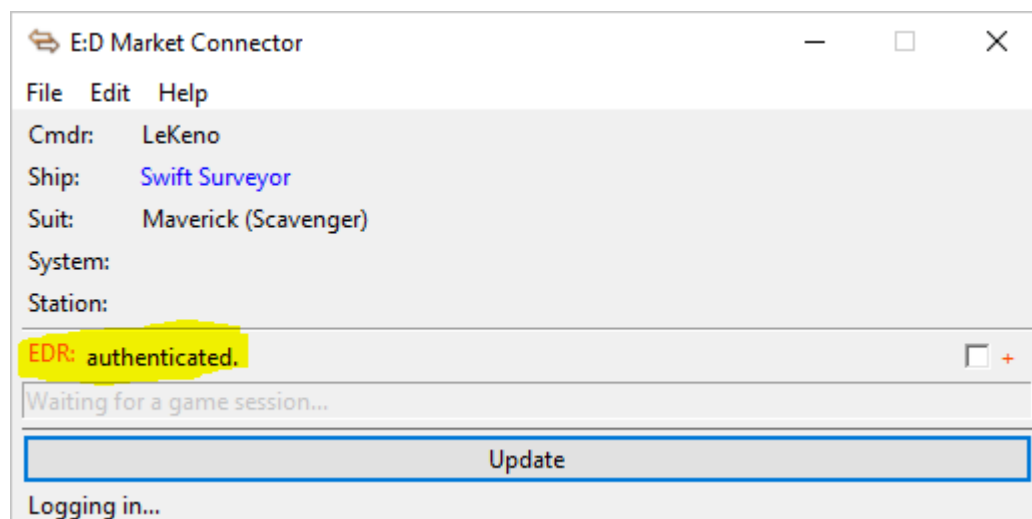 E:D Market Connector
File Edit Help
Cmdr: LeKeno
Ship: Swift Surveyor
Suit: Maverick (Scavenger)
System:
Station:
EDR: authenticated. +
Waiting for a game session...
Update
Logging in...